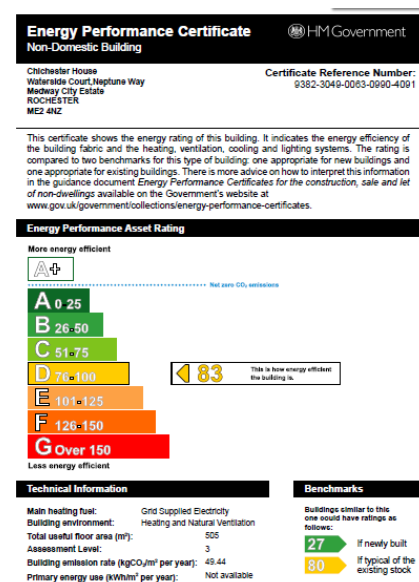 Energy Performance Certificate
HM Government
Non-Domestic Building
Chichester House
Waterside Court,Neptune Way
Medway City Estate
ROCHESTER
ME2 4NZ
Certificate Reference Number:
9382-3049-0063-0990-4091
This certificate shows the energy rating of this building. It indicates the energy efficiency of
the building fabric and the heating, ventilation, cooling and lighting systems. The rating is
compared to two benchmarks for this type of building: one appropriate for new buildings and
one appropriate for existing buildings. There is more advice on how to interpret this information
in the guidance document Energy Performance Certificates for the construction, sale and let
of non-dwellings available on the Government's website at
www.gov.uk/government/collections/energy-performance-certificates.
Energy Performance Asset Rating
More energy efficient
A+
Net zero CO₂ emissions
A 0-25
B 26-50
C 51-75
D 76-100
83
This is how energy efficient
the building is.
E 101-125
F 126-150
G Over 150
Less energy efficient
Technical Information
Main heating fuel: Grid Supplied Electricity
Building environment: Heating and Natural Ventilation
Total useful floor area (m²): 505
Assessment Level: 3
Building emission rate (kgCO₂/m² per year): 49.44
Primary energy use (kWh/m² per year): Not available
Benchmarks
Buildings similar to this
one could have ratings as
follows:
27 If newly built
80 If typical of the
existing stock